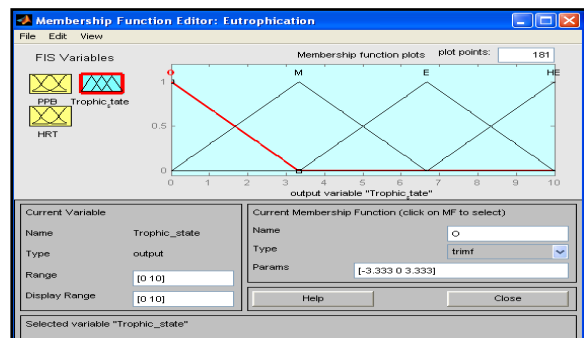 Membership Function Editor: Eutrophication
File Edit View
FIS Variables
Membership function plots plot points: 181
PPB Trophic_state
HRT
O M E HE
1
0.5
0
0 1 2 3 4 5 6 7 8 9 10
output variable "Trophic_state"
Current Variable
Name Trophic_state
Type output
Range [0 10]
Display Range [0 10]
Current Membership Function (click on MF to select)
Name O
Type trimf
Params [-3.333 0 3.333]
Help Close
Selected variable "Trophic_state"